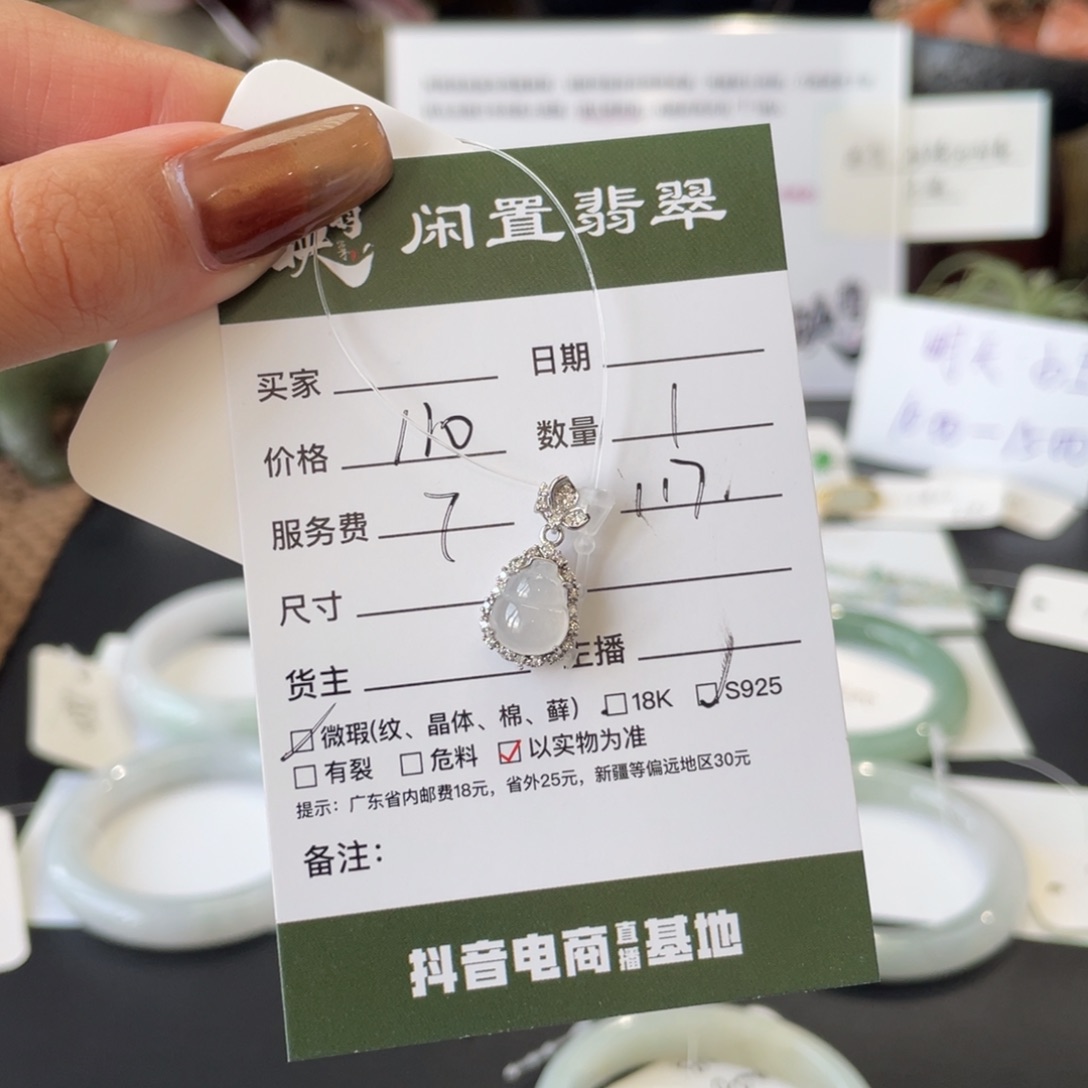 闲置翡翠
买家 日期
价格 110 数量 1
服务费 7 117.
尺寸
货主 主播
微瑕(纹、晶体、棉、藓) 18K S925
有裂 危料 以实物为准
提示：广东省内邮费18元，省外25元，新疆等偏远地区30元
备注：
抖音电商直播基地